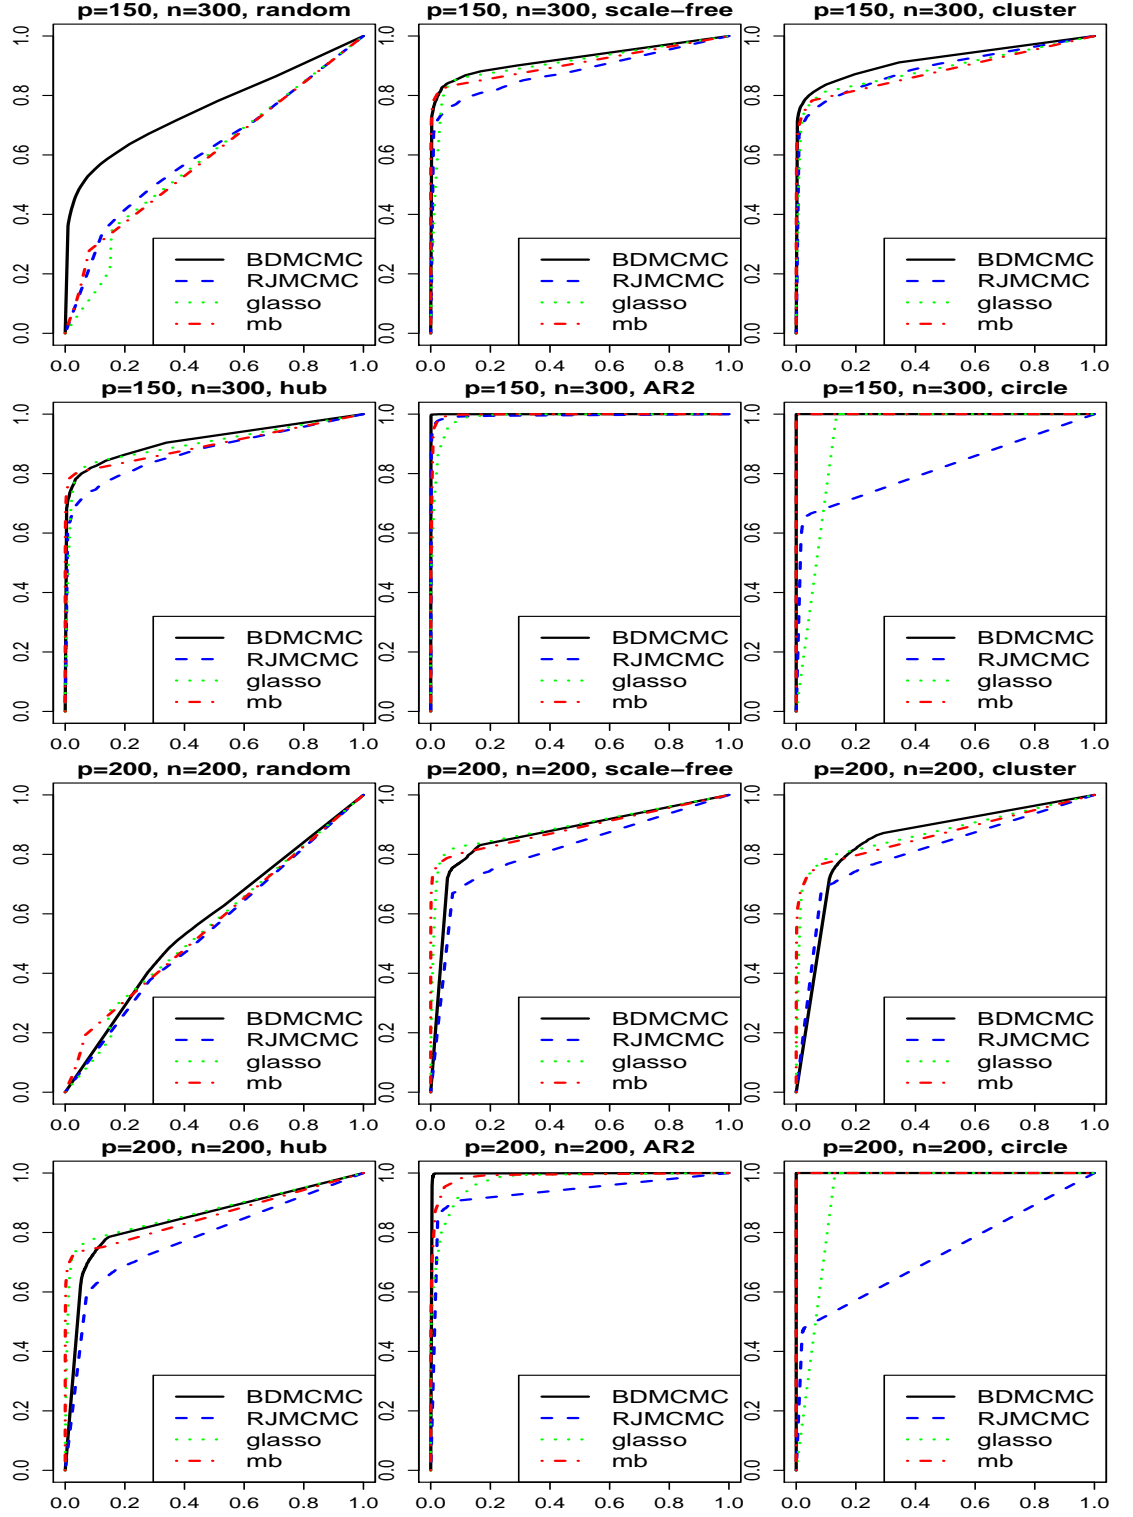 p=150, n=300, random
p=150, n=300, scale−free
p=150, n=300, cluster
0.0 0.2 0.4 0.6 0.8 1.0
0.0 0.2 0.4 0.6 0.8 1.0
BDMCMC
RJMCMC
glasso
mb
0.0 0.2 0.4 0.6 0.8 1.0
0.0 0.2 0.4 0.6 0.8 1.0
BDMCMC
RJMCMC
glasso
mb
0.0 0.2 0.4 0.6 0.8 1.0
0.0 0.2 0.4 0.6 0.8 1.0
BDMCMC
RJMCMC
glasso
mb
p=150, n=300, hub
p=150, n=300, AR2
p=150, n=300, circle
0.0 0.2 0.4 0.6 0.8 1.0
0.0 0.2 0.4 0.6 0.8 1.0
BDMCMC
RJMCMC
glasso
mb
0.0 0.2 0.4 0.6 0.8 1.0
0.0 0.2 0.4 0.6 0.8 1.0
BDMCMC
RJMCMC
glasso
mb
0.0 0.2 0.4 0.6 0.8 1.0
0.0 0.2 0.4 0.6 0.8 1.0
BDMCMC
RJMCMC
glasso
mb
p=200, n=200, random
p=200, n=200, scale−free
p=200, n=200, cluster
0.0 0.2 0.4 0.6 0.8 1.0
0.0 0.2 0.4 0.6 0.8 1.0
BDMCMC
RJMCMC
glasso
mb
0.0 0.2 0.4 0.6 0.8 1.0
0.0 0.2 0.4 0.6 0.8 1.0
BDMCMC
RJMCMC
glasso
mb
0.0 0.2 0.4 0.6 0.8 1.0
0.0 0.2 0.4 0.6 0.8 1.0
BDMCMC
RJMCMC
glasso
mb
p=200, n=200, hub
p=200, n=200, AR2
p=200, n=200, circle
0.0 0.2 0.4 0.6 0.8 1.0
0.0 0.2 0.4 0.6 0.8 1.0
BDMCMC
RJMCMC
glasso
mb
0.0 0.2 0.4 0.6 0.8 1.0
0.0 0.2 0.4 0.6 0.8 1.0
BDMCMC
RJMCMC
glasso
mb
0.0 0.2 0.4 0.6 0.8 1.0
0.0 0.2 0.4 0.6 0.8 1.0
BDMCMC
RJMCMC
glasso
mb